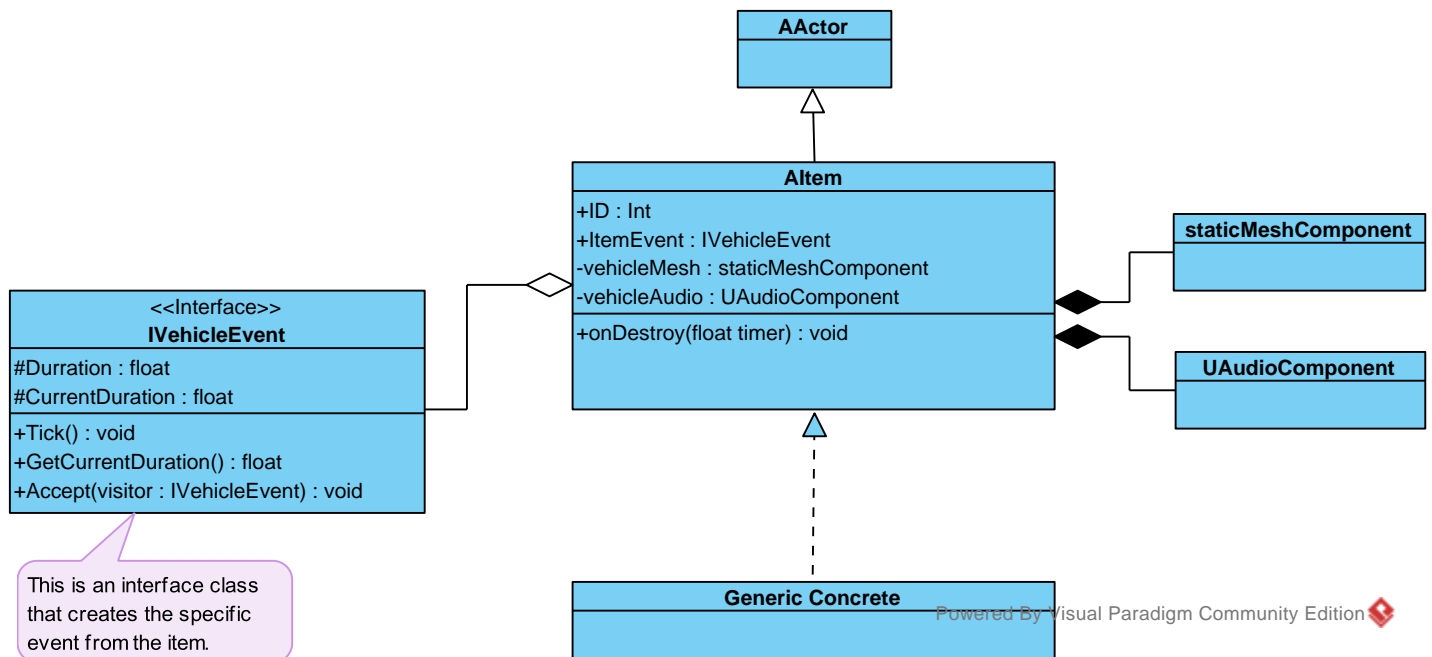 AActor
AItem
+ID : Int
+ItemEvent : IVehicleEvent
-vehicleMesh : staticMeshComponent
-vehicleAudio : UAudioComponent
+onDestroy(float timer) : void
staticMeshComponent
UAudioComponent
<<Interface>>
IVehicleEvent
#Durration : float
#CurrentDuration : float
+Tick() : void
+GetCurrentDuration() : float
+Accept(visitor : IVehicleEvent) : void
This is an interface class
that creates the specific
event from the item.
Generic Concrete
Powered By Visual Paradigm Community Edition